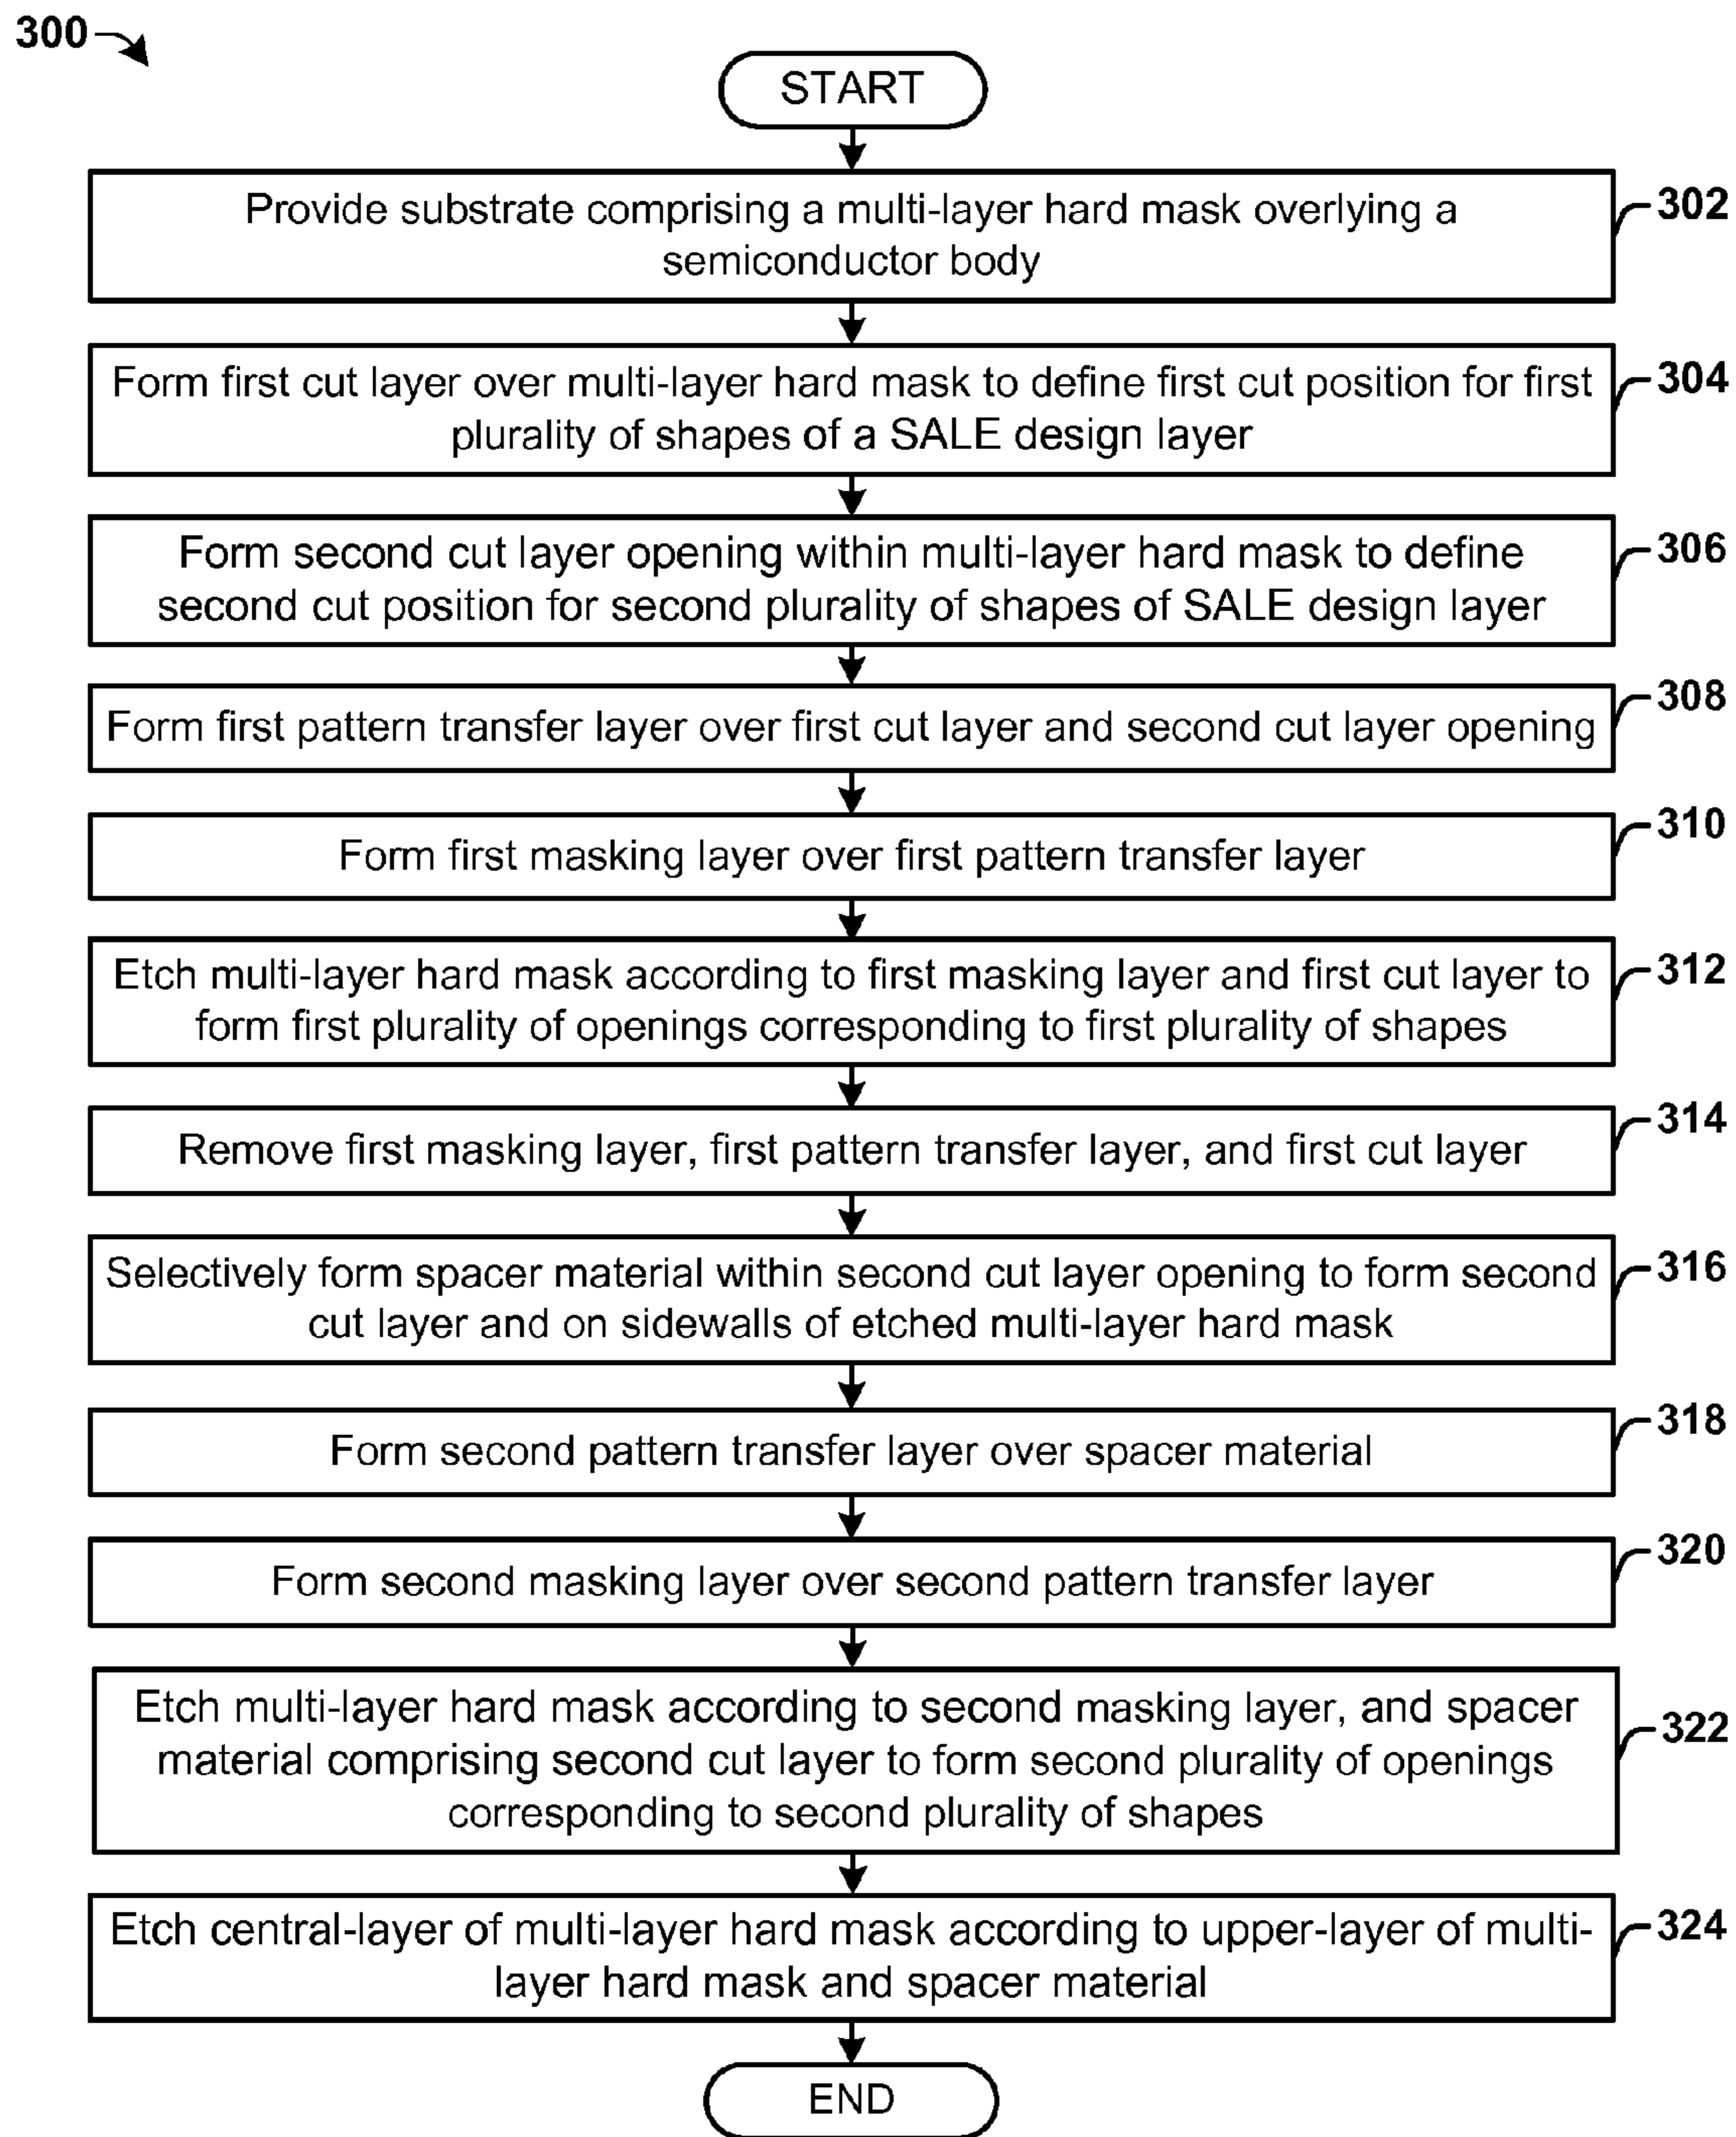 300
START
Provide substrate comprising a multi-layer hard mask overlying a
semiconductor body
302
Form first cut layer over multi-layer hard mask to define first cut position for first
plurality of shapes of a SALE design layer
304
Form second cut layer opening within multi-layer hard mask to define
second cut position for second plurality of shapes of SALE design layer
306
Form first pattern transfer layer over first cut layer and second cut layer opening
308
Form first masking layer over first pattern transfer layer
310
Etch multi-layer hard mask according to first masking layer and first cut layer to
form first plurality of openings corresponding to first plurality of shapes
312
Remove first masking layer, first pattern transfer layer, and first cut layer
314
Selectively form spacer material within second cut layer opening to form second
cut layer and on sidewalls of etched multi-layer hard mask
316
Form second pattern transfer layer over spacer material
318
Form second masking layer over second pattern transfer layer
320
Etch multi-layer hard mask according to second masking layer, and spacer
material comprising second cut layer to form second plurality of openings
corresponding to second plurality of shapes
322
Etch central-layer of multi-layer hard mask according to upper-layer of multi-
layer hard mask and spacer material
324
END